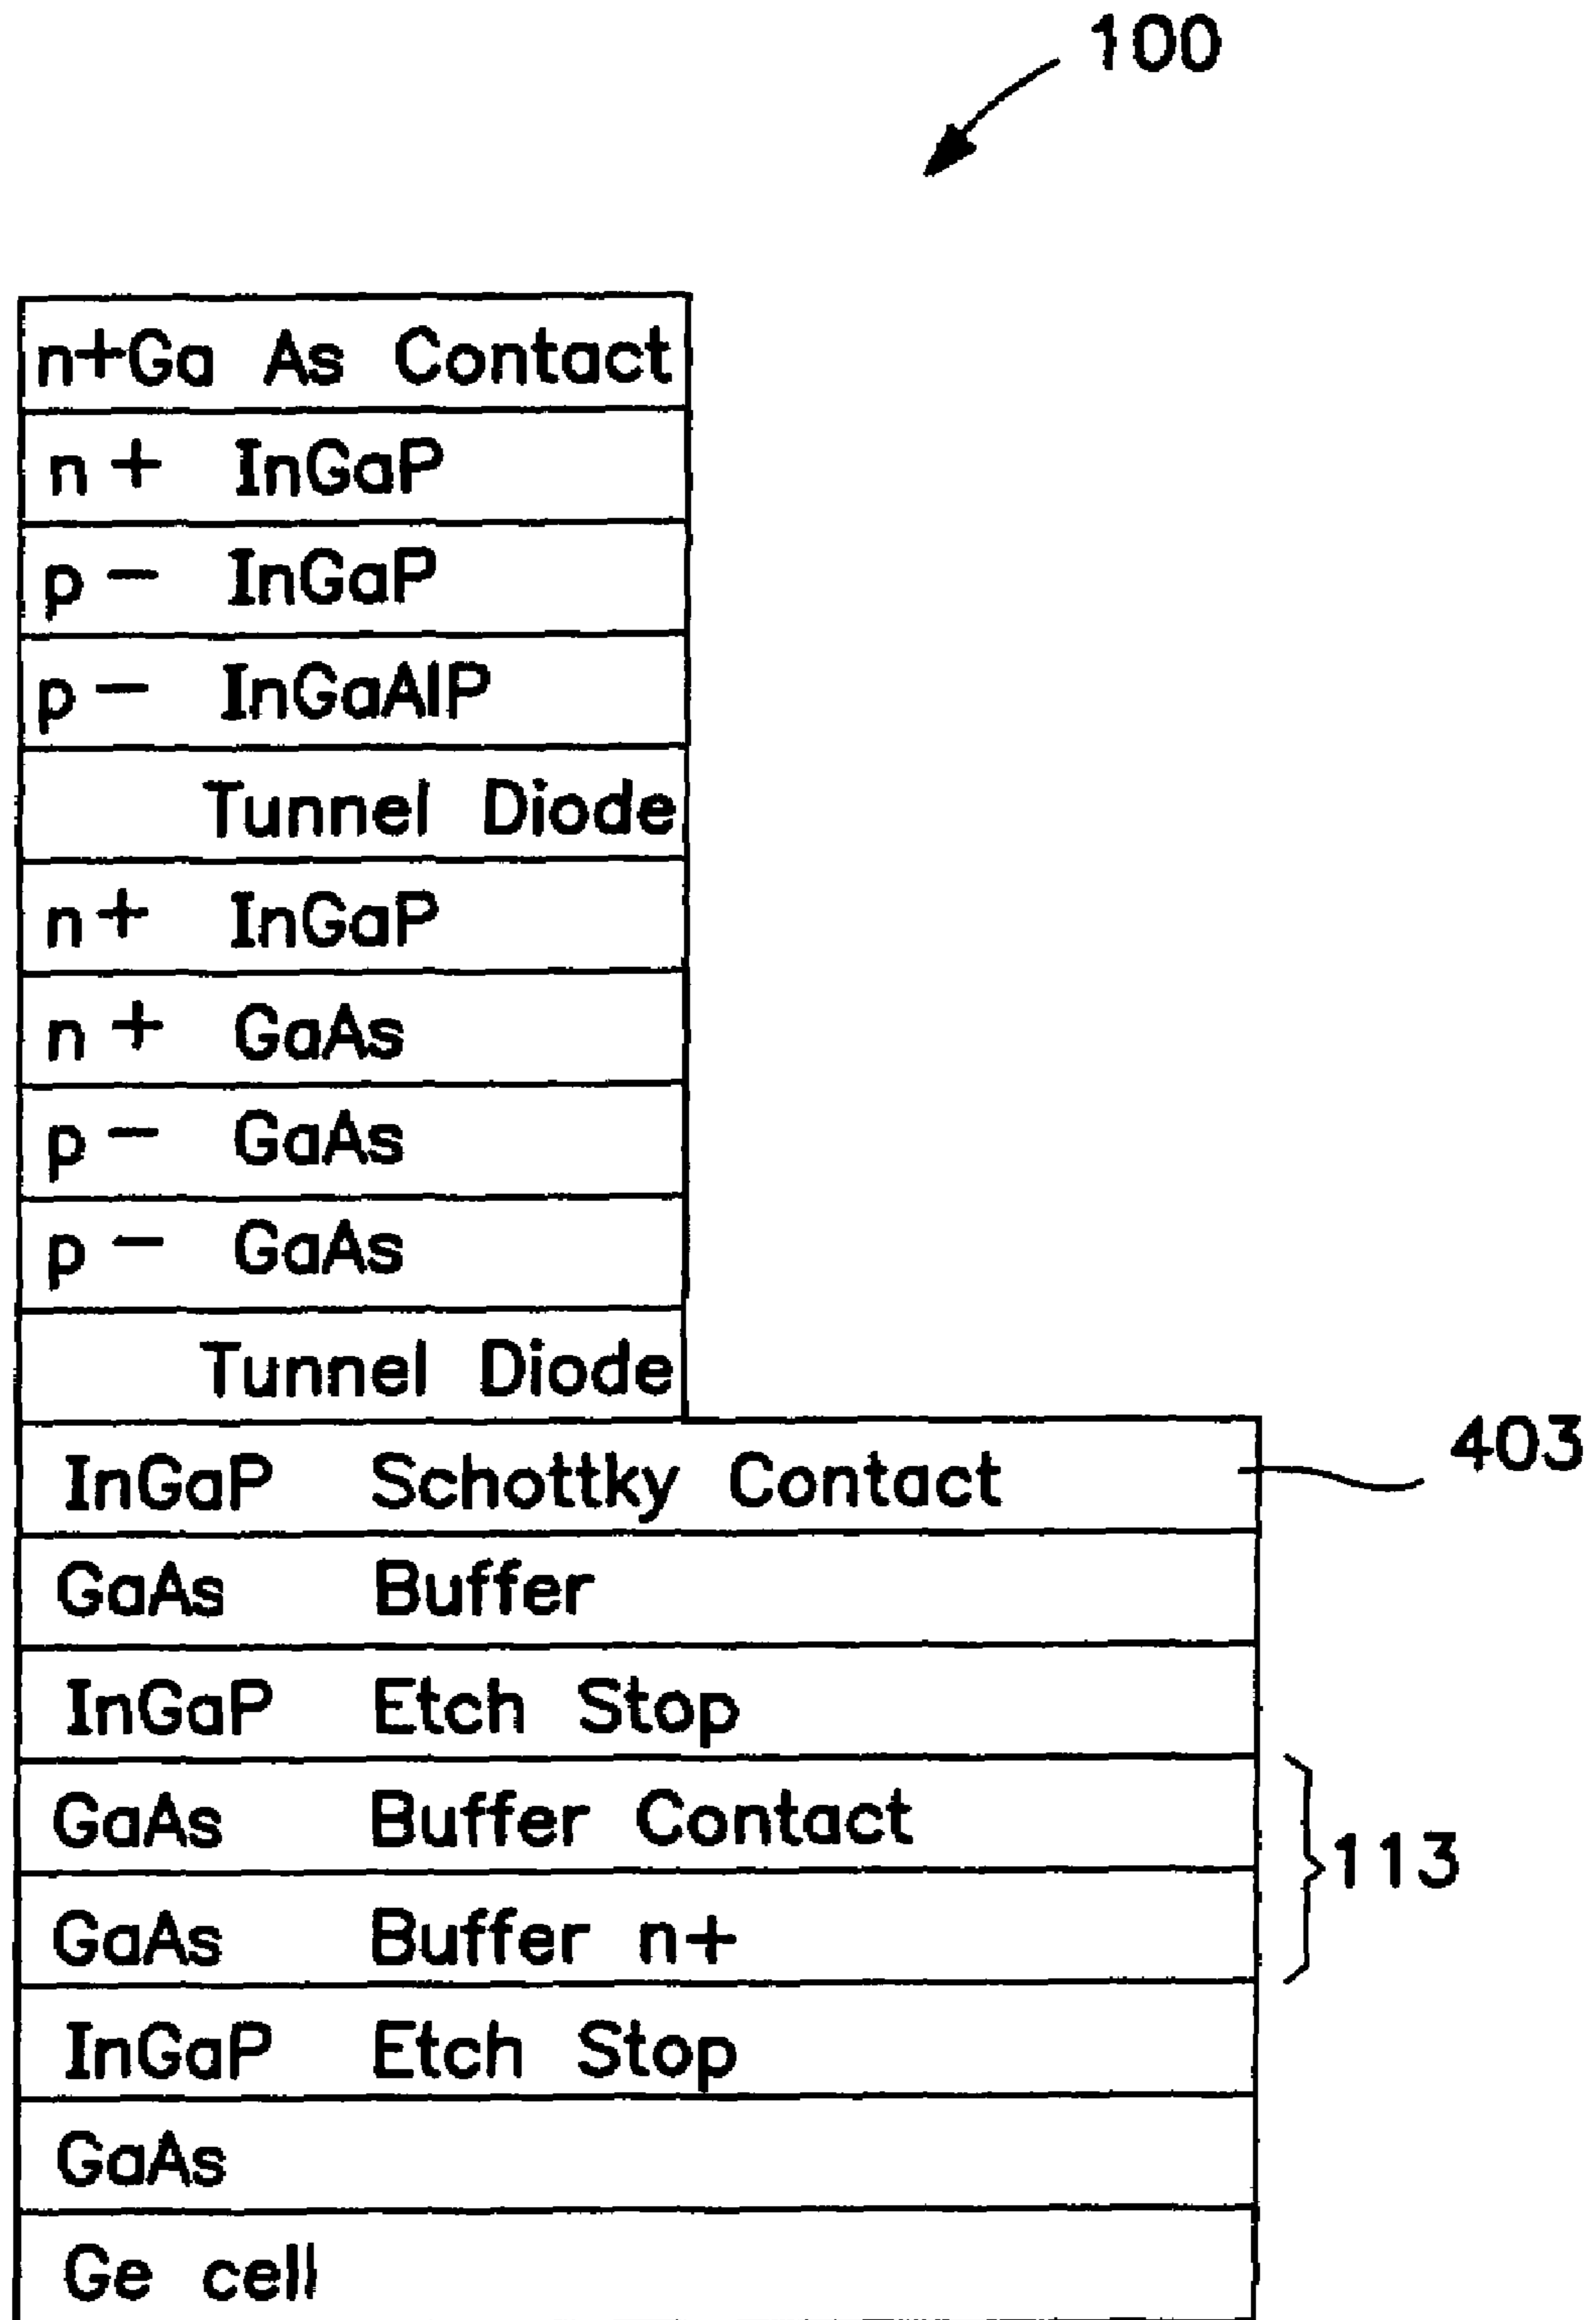 100
n+Ga As Contact
n+ InGaP
p- InGaP
p- InGaAlP
Tunnel Diode
n+ InGaP
n+ GaAs
p- GaAs
p- GaAs
Tunnel Diode
InGaP Schottky Contact 403
GaAs Buffer
InGaP Etch Stop
GaAs Buffer Contact
113
GaAs Buffer n+
InGaP Etch Stop
GaAs
Ge cell